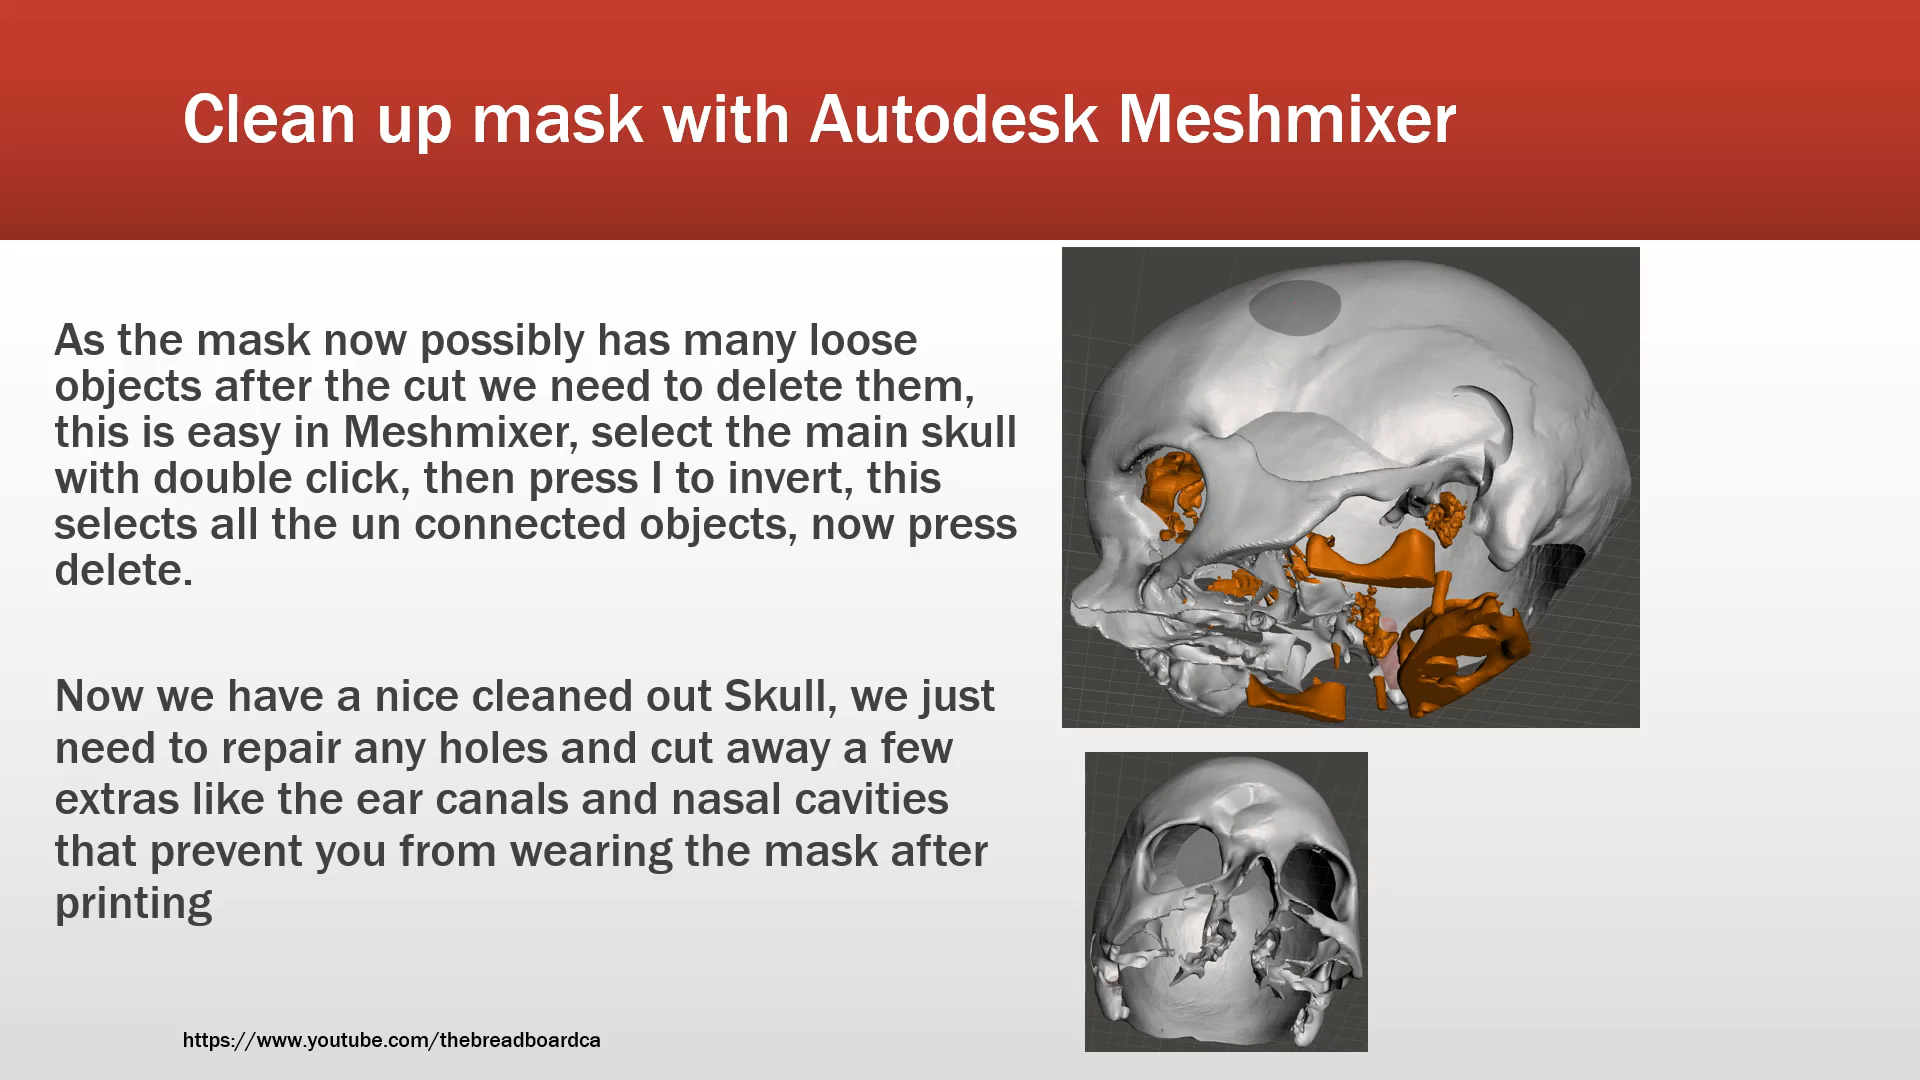 Clean up mask with Autodesk Meshmixer
As the mask now possibly has many loose
objects after the cut we need to delete them,
this is easy in Meshmixer, select the main skull
with double click, then press I to invert, this
selects all the un connected objects, now press
delete.
Now we have a nice cleaned out Skull, we just
need to repair any holes and cut away a few
extras like the ear canals and nasal cavities
that prevent you from wearing the mask after
printing
https://www.youtube.com/thebreadboardca